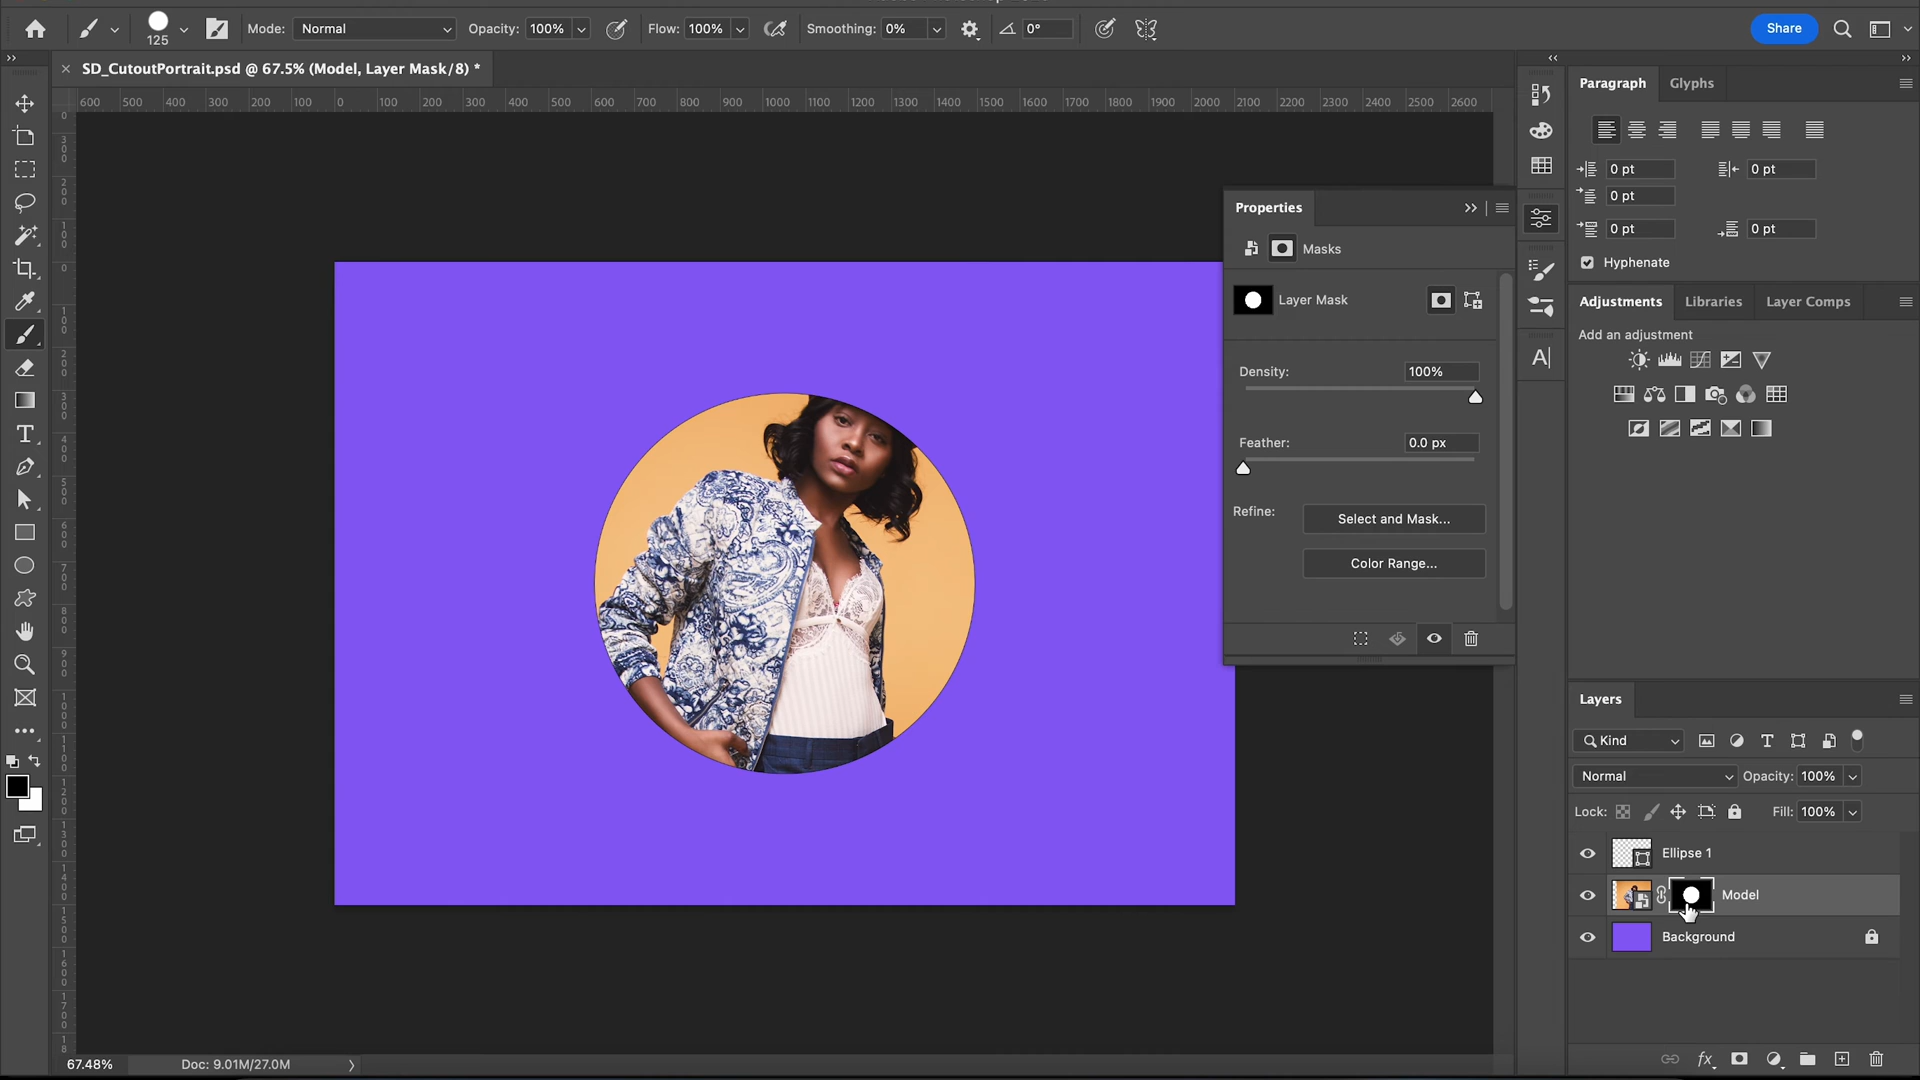 125
Mode:
Normal
Opacity:
100%
Flow:
100%
Smoothing:
0%
0°
Share
SD_CutoutPortrait.psd @ 67.5% (Model, Layer Mask/8) *
600 500 400 300 200 100 0 100 200 300 400 500 600 700 800 900 1000 1100 1200 1300 1400 1500 1600 1700 1800 1900 2000 2100 2200 2300 2400 2500 2600
Paragraph
Glyphs
0 pt
0 pt
0 pt
0 pt
0 pt
Hyphenate
Properties
Masks
Layer Mask
Density:
100%
Feather:
0.0 px
Refine:
Select and Mask...
Color Range...
Adjustments
Libraries
Layer Comps
Add an adjustment
Layers
Kind
Normal
Opacity:
100%
Lock:
Fill:
100%
Ellipse 1
Model
Background
67.48%
Doc: 9.01M/27.0M